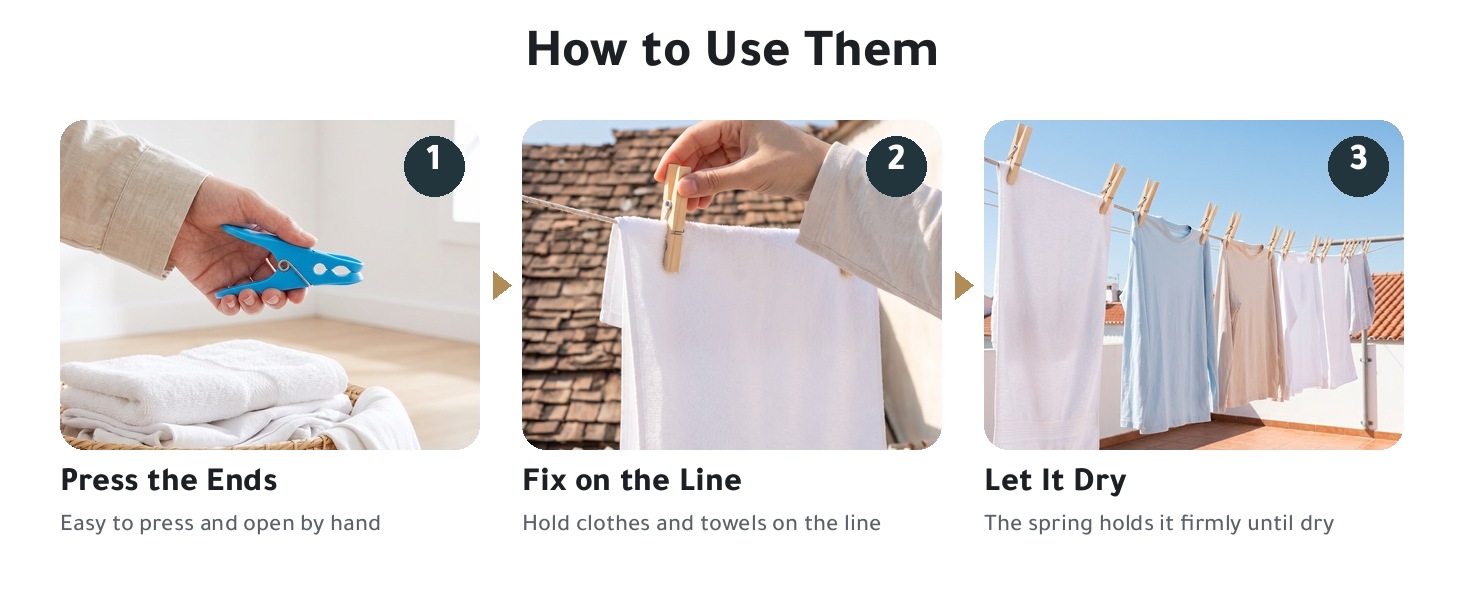 How to Use Them
1
2
3
Press the Ends
Fix on the Line
Let It Dry
Easy to press and open by hand
Hold clothes and towels on the line
The spring holds it firmly until dry